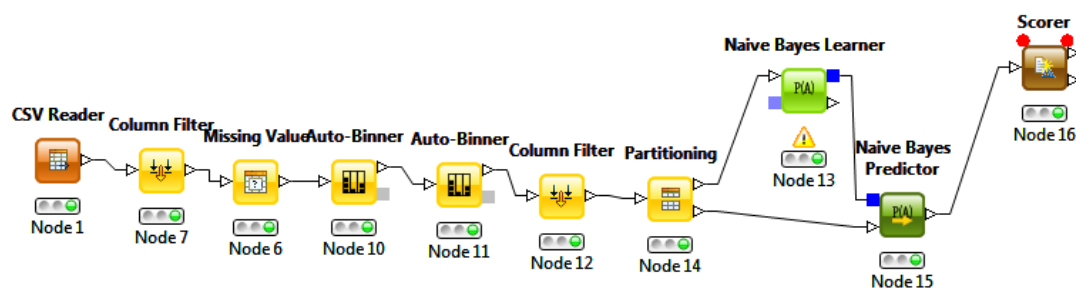 CSV Reader
Node 1
Column Filter
Node 7
Missing Value
Node 6
Auto-Binner
Node 10
Auto-Binner
Node 11
Column Filter
Node 12
Partitioning
Node 14
Naive Bayes Learner
P(A)
Node 13
Naive Bayes
Predictor
P(A)
Node 15
Scorer
Node 16